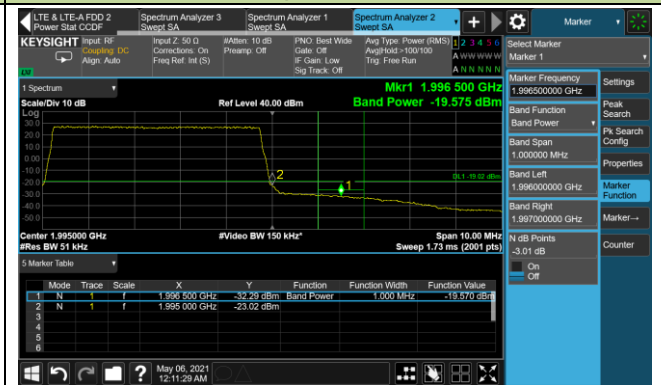 LTE & LTE-A FDD 2
Power Stat CCDF
Spectrum Analyzer 3
Swept SA
Spectrum Analyzer 1
Swept SA
Spectrum Analyzer 2
Swept SA
Marker
KEYSIGHT
Input: RF
Coupling: DC
Align: Auto
Input Z: 50 Ω
Corrections: On
Freq Ref: Int (S)
#Atten: 10 dB
Preamp: Off
PNO: Best Wide
Gate: Off
IF Gain: Low
Sig Track: Off
Avg Type: Power (RMS)
Avg|Hold:>100/100
Trig: Free Run
1 2 3 4 5 6
A W W W W W
A N N N N N
1 Spectrum
Scale/Div 10 dB
Ref Level 40.00 dBm
Mkr1 1.996 500 GHz
Band Power -19.575 dBm
Log
30.0
20.0
10.0
0.00
-10.0
-20.0
-30.0
-40.0
-50.0
2
1
DL1 -19.02 dBm
Center 1.995000 GHz
#Res BW 51 kHz
#Video BW 150 kHz*
Span 10.00 MHz
Sweep 1.73 ms (2001 pts)
5 Marker Table
Mode Trace Scale X Y Function Function Width Function Value
1 N 1 f 1.996 500 GHz -32.29 dBm Band Power 1.000 MHz -19.570 dBm
2 N 1 f 1.995 000 GHz -23.02 dBm
3
4
5
6
May 06, 2021
12:11:29 AM
Select Marker
Marker 1
Marker Frequency
1.996500000 GHz
Band Function
Band Power
Band Span
1.000000 MHz
Band Left
1.996000000 GHz
Band Right
1.997000000 GHz
N dB Points
-3.01 dB
On
Off
Settings
Peak
Search
Pk Search
Config
Properties
Marker
Function
Marker→
Counter